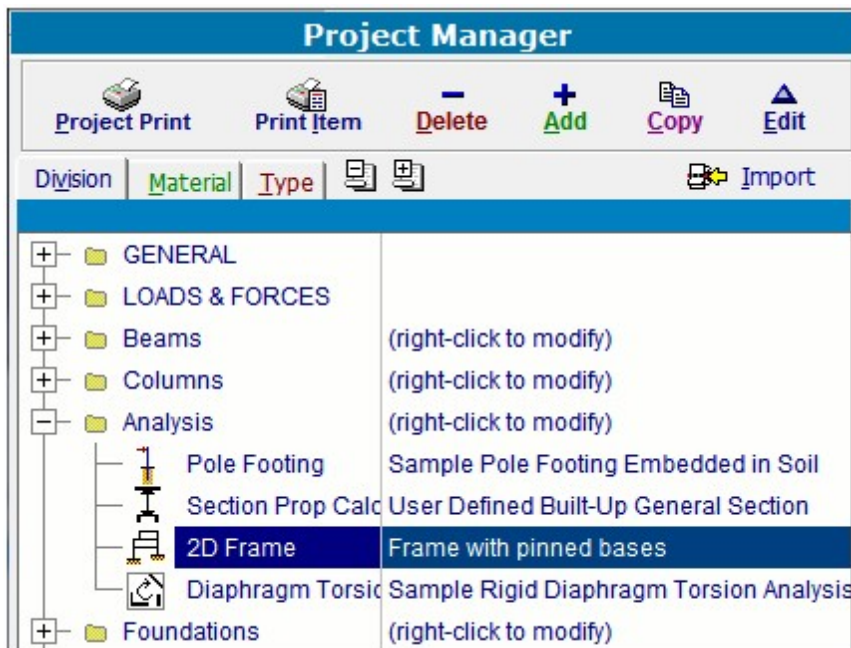 Project Manager
Project Print Print Item Delete Add Copy Edit
Division Material Type Import
GENERAL
LOADS & FORCES
Beams (right-click to modify)
Columns (right-click to modify)
Analysis (right-click to modify)
Pole Footing Sample Pole Footing Embedded in Soil
Section Prop Calc User Defined Built-Up General Section
2D Frame Frame with pinned bases
Diaphragm Torsio Sample Rigid Diaphragm Torsion Analysis
Foundations (right-click to modify)